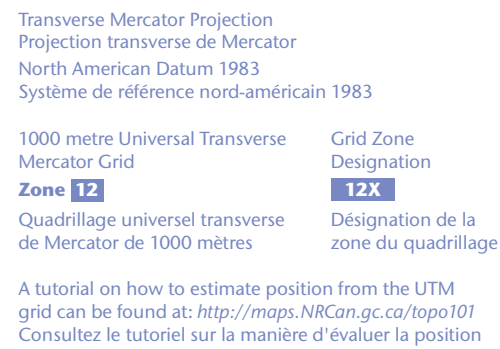 Transverse Mercator Projection
Projection transverse de Mercator
North American Datum 1983
Système de référence nord-américain 1983
1000 metre Universal Transverse
Mercator Grid
Zone 12
Quadrillage universel transverse
de Mercator de 1000 mètres
Grid Zone
Designation
12X
Désignation de la
zone du quadrillage
A tutorial on how to estimate position from the UTM
grid can be found at: http://maps.NRCan.gc.ca/topo101
Consultez le tutoriel sur la manière d'évaluer la position